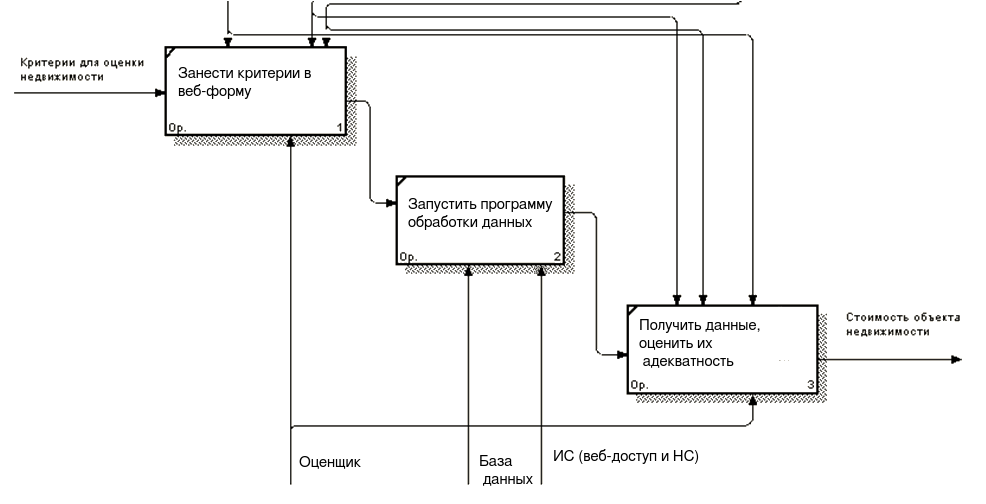 Критерии для оценки
недвижимости
Занести критерии в
веб-форму
0р. 1
Запустить программу
обработки данных
0р. 2
Получить данные,
оценить их
адекватность ...
0р. 3
Стоимость объекта
недвижимости
Оценщик
База
данных
ИС (веб-доступ и НС)